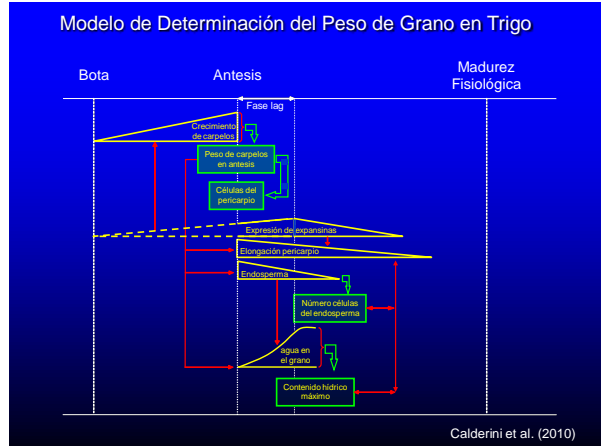 Modelo de Determinación del Peso de Grano en Trigo
Bota
Antesis
Madurez
Fisiológica
Fase lag
Crecimiento
de carpelos
Peso de carpelos
en antesis
Células del
pericarpio
Expresión de expansinas
Elongación pericarpio
Endosperma
Número células
del endosperma
agua en
el grano
Contenido hídrico
máximo
Calderini et al. (2010)